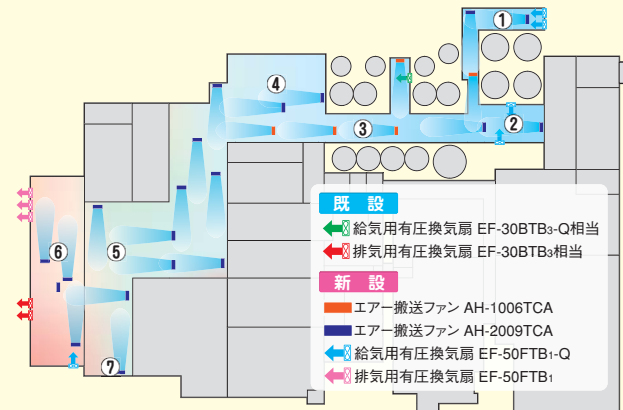 ①
②
③
④
⑤
⑥
⑦
既 設
給気用有圧換気扇 EF-30BTB₃-Q相当
排気用有圧換気扇 EF-30BTB₃相当
新 設
エアー搬送ファン AH-1006TCA
エアー搬送ファン AH-2009TCA
給気用有圧換気扇 EF-50FTB₁-Q
排気用有圧換気扇 EF-50FTB₁